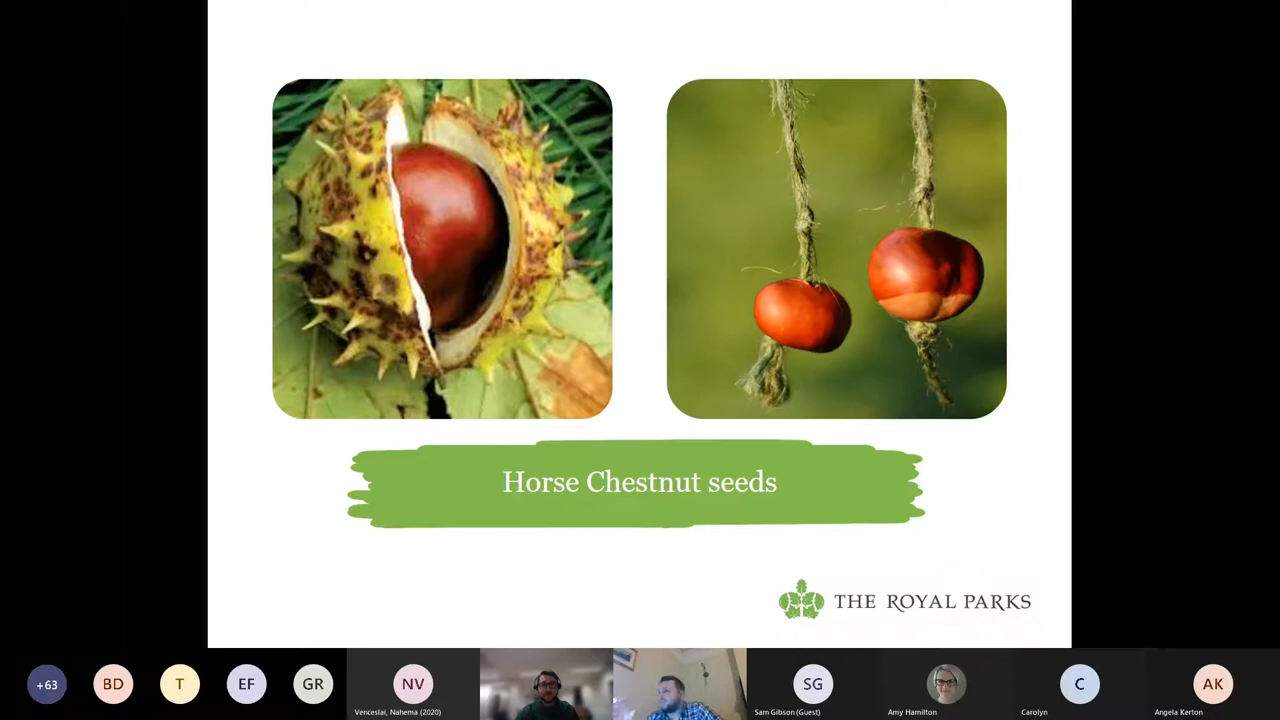 Horse Chestnut seeds
THE ROYAL PARKS
+63
BD
T
EF
GR
NV
SG
C
AK
Venceslai, Nahema (2020)
Sam Gibson (Guest)
Amy Hamilton
Carolyn
Angela Kerton